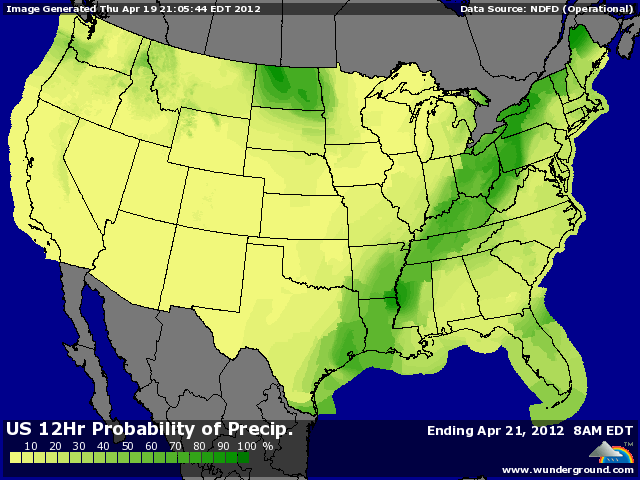 Image Generated Thu Apr 19 21:05:44 EDT 2012 Data Source: NDFD (Operational)
US 12Hr Probability of Precip. Ending Apr 21, 2012 8AM EDT
10 20 30 40 50 60 70 80 90 100 %
TM
www.wunderground.com